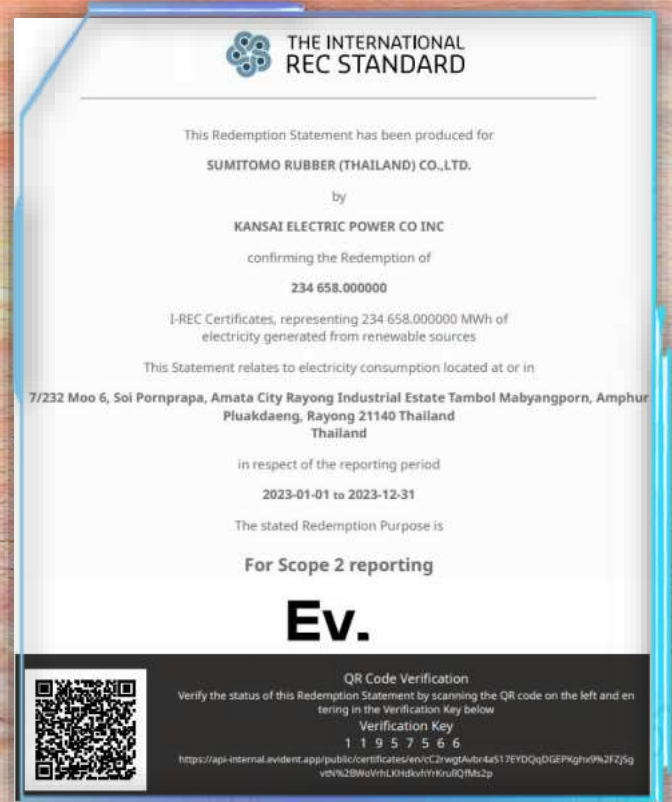 THE INTERNATIONAL
REC STANDARD
This Redemption Statement has been produced for
SUMITOMO RUBBER (THAILAND) CO.,LTD.
by
KANSAI ELECTRIC POWER CO INC
confirming the Redemption of
234 658.000000
I-REC Certificates, representing 234 658.000000 MWh of
electricity generated from renewable sources
This Statement relates to electricity consumption located at or in
7/232 Moo 6, Soi Pornprapa, Amata City Rayong Industrial Estate Tambol Mabyangporn, Amphur
Pluakdaeng, Rayong 21140 Thailand
Thailand
in respect of the reporting period
2023-01-01 to 2023-12-31
The stated Redemption Purpose is
For Scope 2 reporting
Ev.
QR Code Verification
Verify the status of this Redemption Statement by scanning the QR code on the left and en
tering in the Verification Key below
Verification Key
1 1 9 5 7 5 6 6